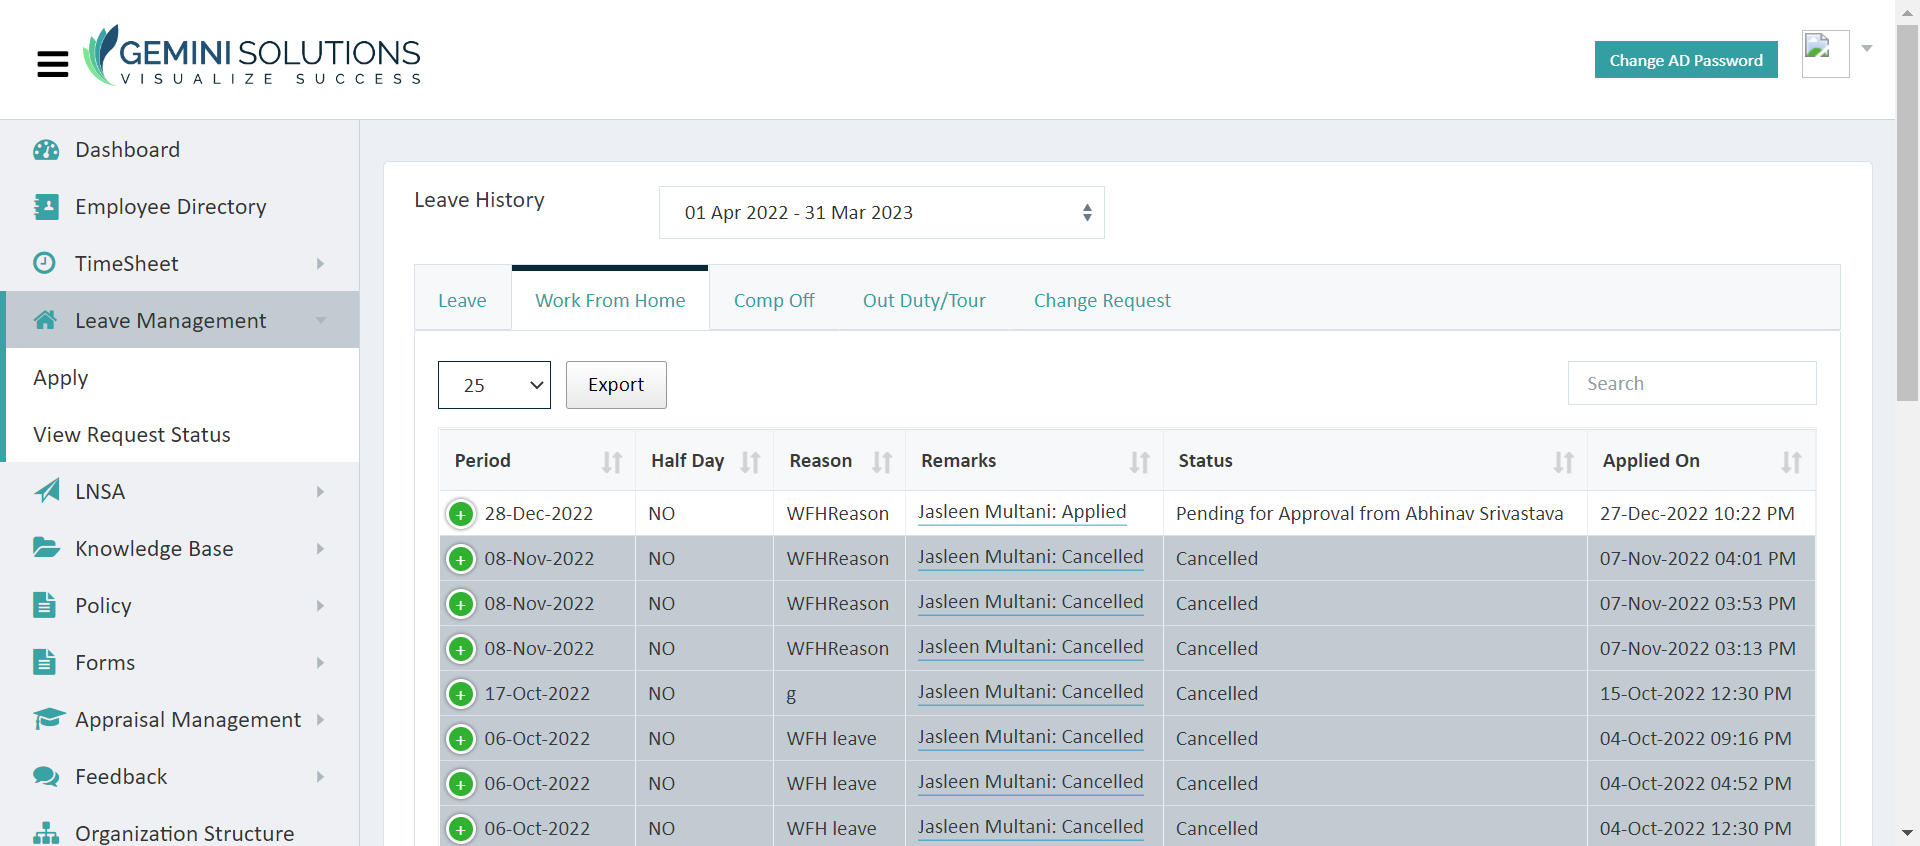 GEMINI SOLUTIONS
VISUALIZE SUCCESS
Change AD Password
Dashboard
Employee Directory
TimeSheet
Leave Management
Apply
View Request Status
LNSA
Knowledge Base
Policy
Forms
Appraisal Management
Feedback
Organization Structure
Leave History
01 Apr 2022 - 31 Mar 2023
Leave Work From Home Comp Off Out Duty/Tour Change Request
25 Export Search
Period Half Day Reason Remarks Status Applied On
28-Dec-2022 NO WFHReason Jasleen Multani: Applied Pending for Approval from Abhinav Srivastava 27-Dec-2022 10:22 PM
08-Nov-2022 NO WFHReason Jasleen Multani: Cancelled Cancelled 07-Nov-2022 04:01 PM
08-Nov-2022 NO WFHReason Jasleen Multani: Cancelled Cancelled 07-Nov-2022 03:53 PM
08-Nov-2022 NO WFHReason Jasleen Multani: Cancelled Cancelled 07-Nov-2022 03:13 PM
17-Oct-2022 NO g Jasleen Multani: Cancelled Cancelled 15-Oct-2022 12:30 PM
06-Oct-2022 NO WFH leave Jasleen Multani: Cancelled Cancelled 04-Oct-2022 09:16 PM
06-Oct-2022 NO WFH leave Jasleen Multani: Cancelled Cancelled 04-Oct-2022 04:52 PM
06-Oct-2022 NO WFH leave Jasleen Multani: Cancelled Cancelled 04-Oct-2022 12:30 PM